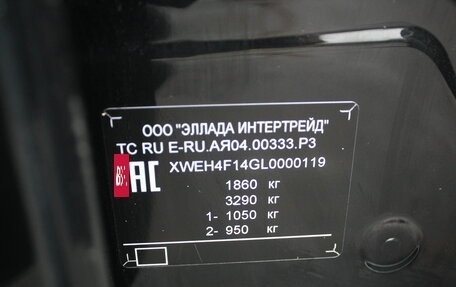 ООО "ЭЛЛАДА ИНТЕРТРЕЙД"
ТС RU E-RU.АЯ04.00333.Р3
ЕАС XWEH4F14GL0000119
1860 кг
3290 кг
1- 1050 кг
2- 950 кг